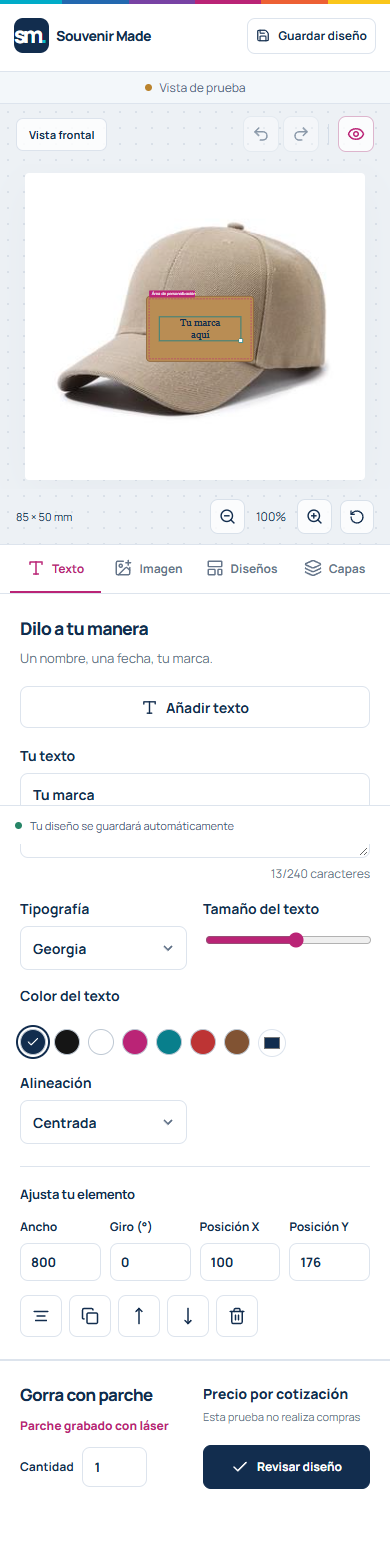 sm.
Souvenir Made
Guardar diseño
Vista de prueba
Vista frontal
Área de personalización
Tu marca
aquí
85 × 50 mm
100%
Texto
Imagen
Diseños
Capas
Dilo a tu manera
Un nombre, una fecha, tu marca.
Añadir texto
Tu texto
Tu marca
Tu diseño se guardará automáticamente
13/240 caracteres
Tipografía
Tamaño del texto
Georgia
Color del texto
Alineación
Centrada
Ajusta tu elemento
Ancho
Giro (°)
Posición X
Posición Y
800
0
100
176
Gorra con parche
Precio por cotización
Parche grabado con láser
Esta prueba no realiza compras
Cantidad
1
Revisar diseño